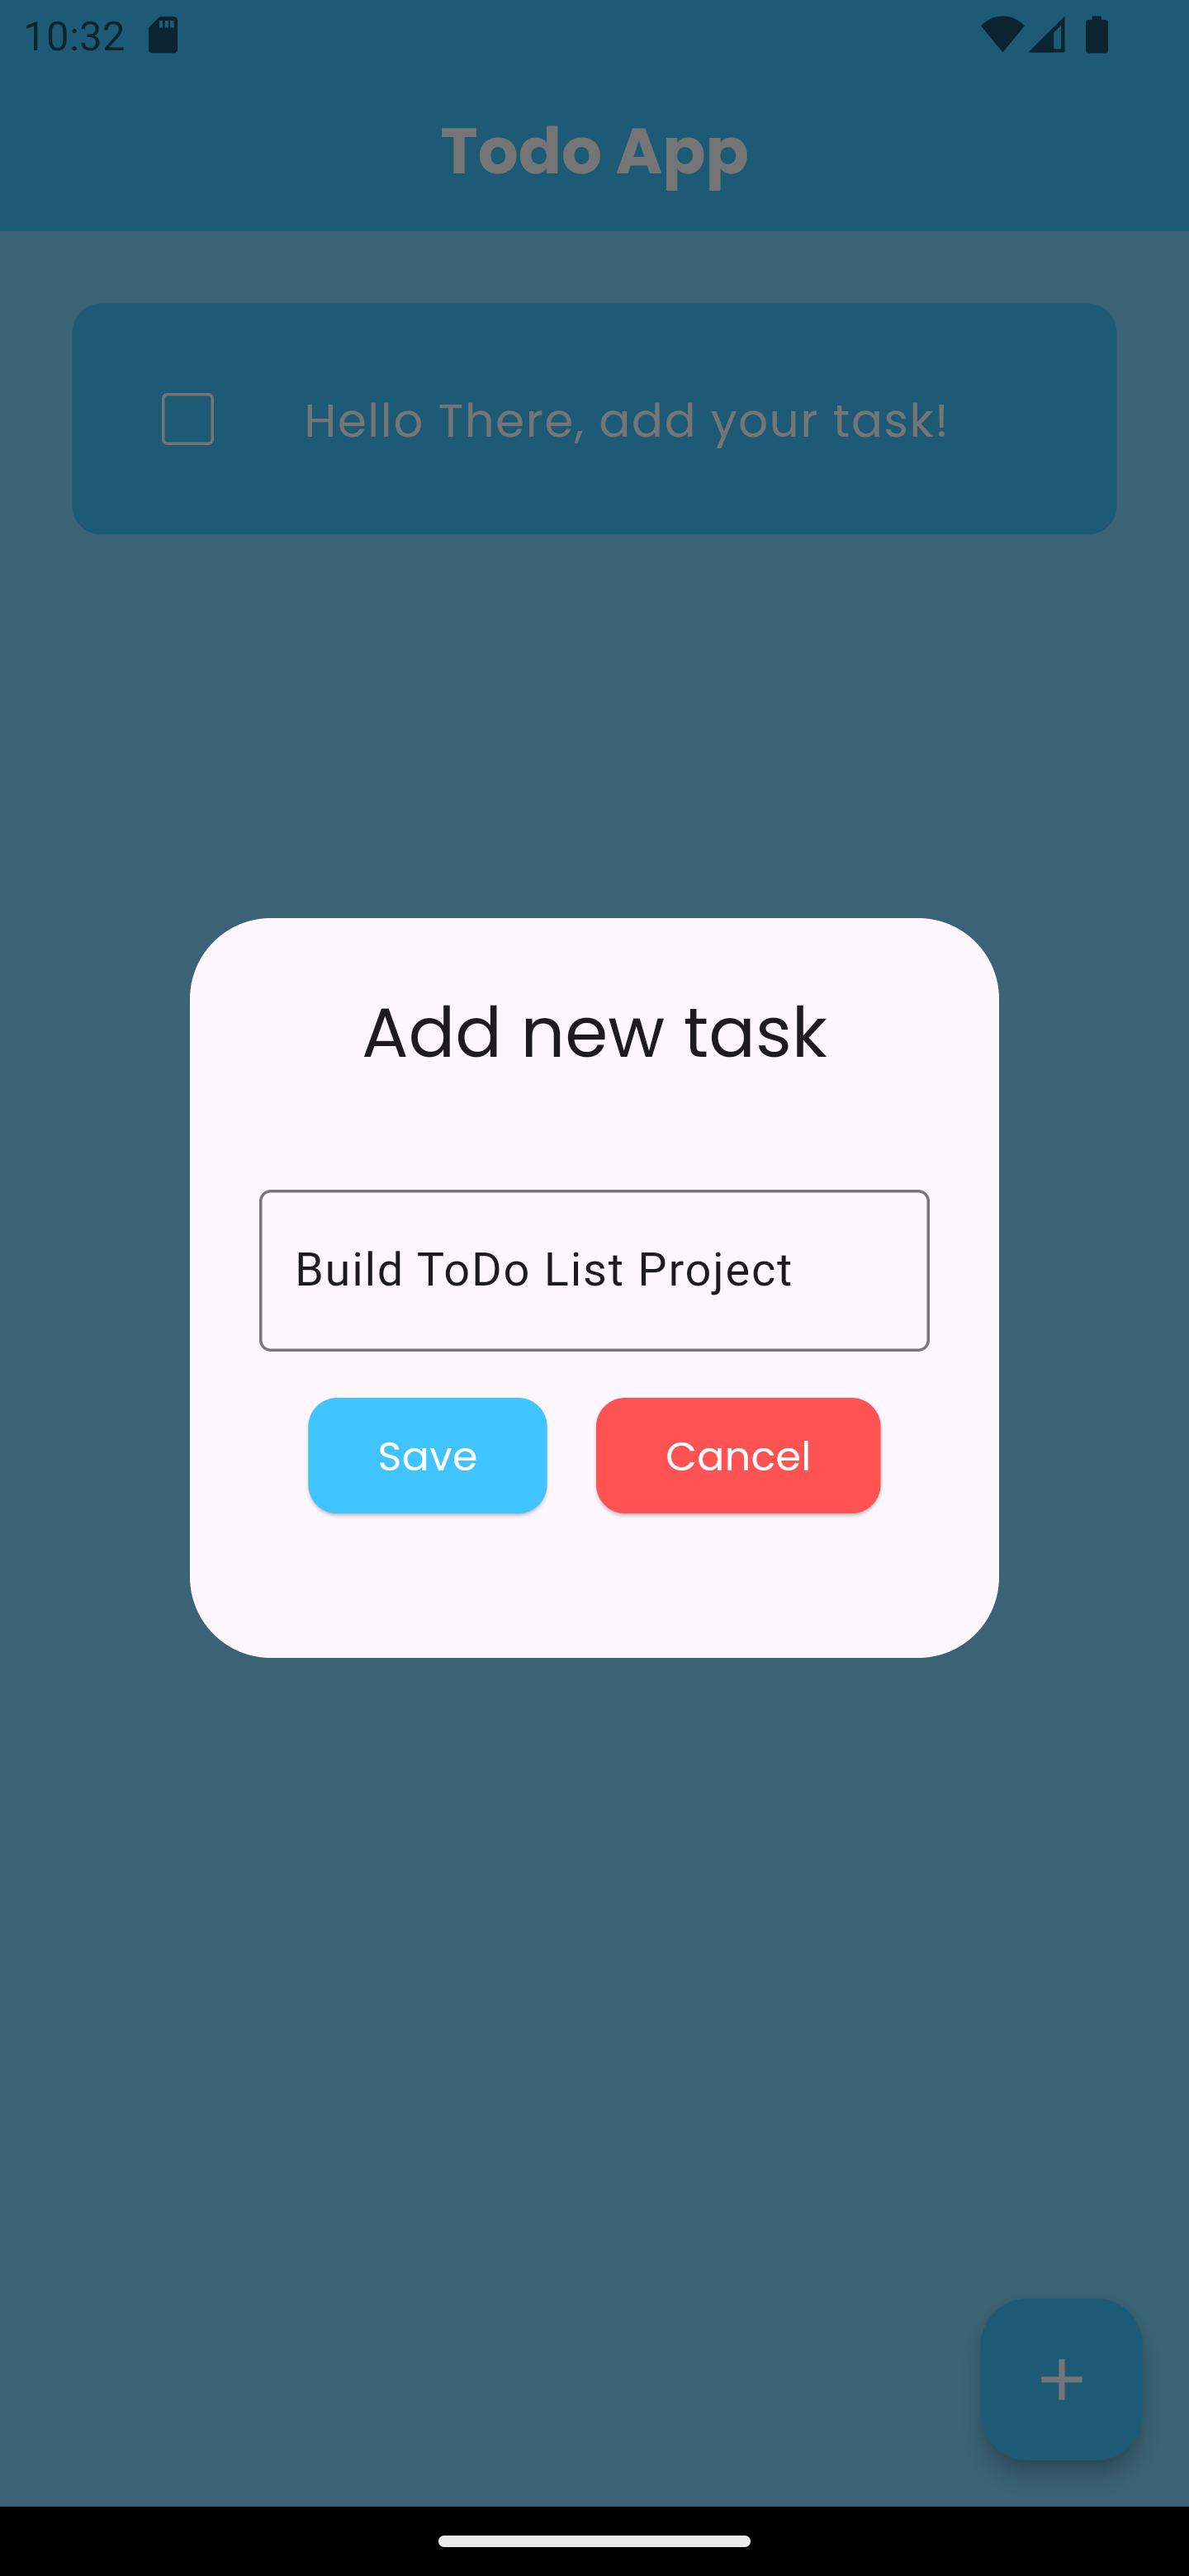 10:32
Todo App
Hello There, add your task!
Add new task
Build ToDo List Project
Save Cancel
+